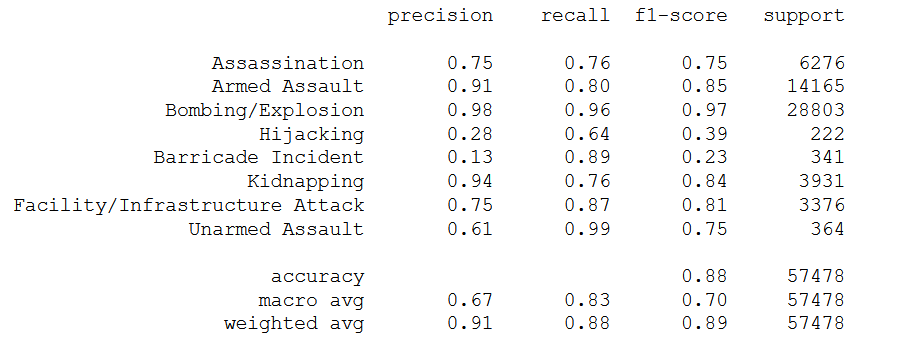 precision recall f1-score support
Assassination 0.75 0.76 0.75 6276
Armed Assault 0.91 0.80 0.85 14165
Bombing/Explosion 0.98 0.96 0.97 28803
Hijacking 0.28 0.64 0.39 222
Barricade Incident 0.13 0.89 0.23 341
Kidnapping 0.94 0.76 0.84 3931
Facility/Infrastructure Attack 0.75 0.87 0.81 3376
Unarmed Assault 0.61 0.99 0.75 364
accuracy 0.88 57478
macro avg 0.67 0.83 0.70 57478
weighted avg 0.91 0.88 0.89 57478